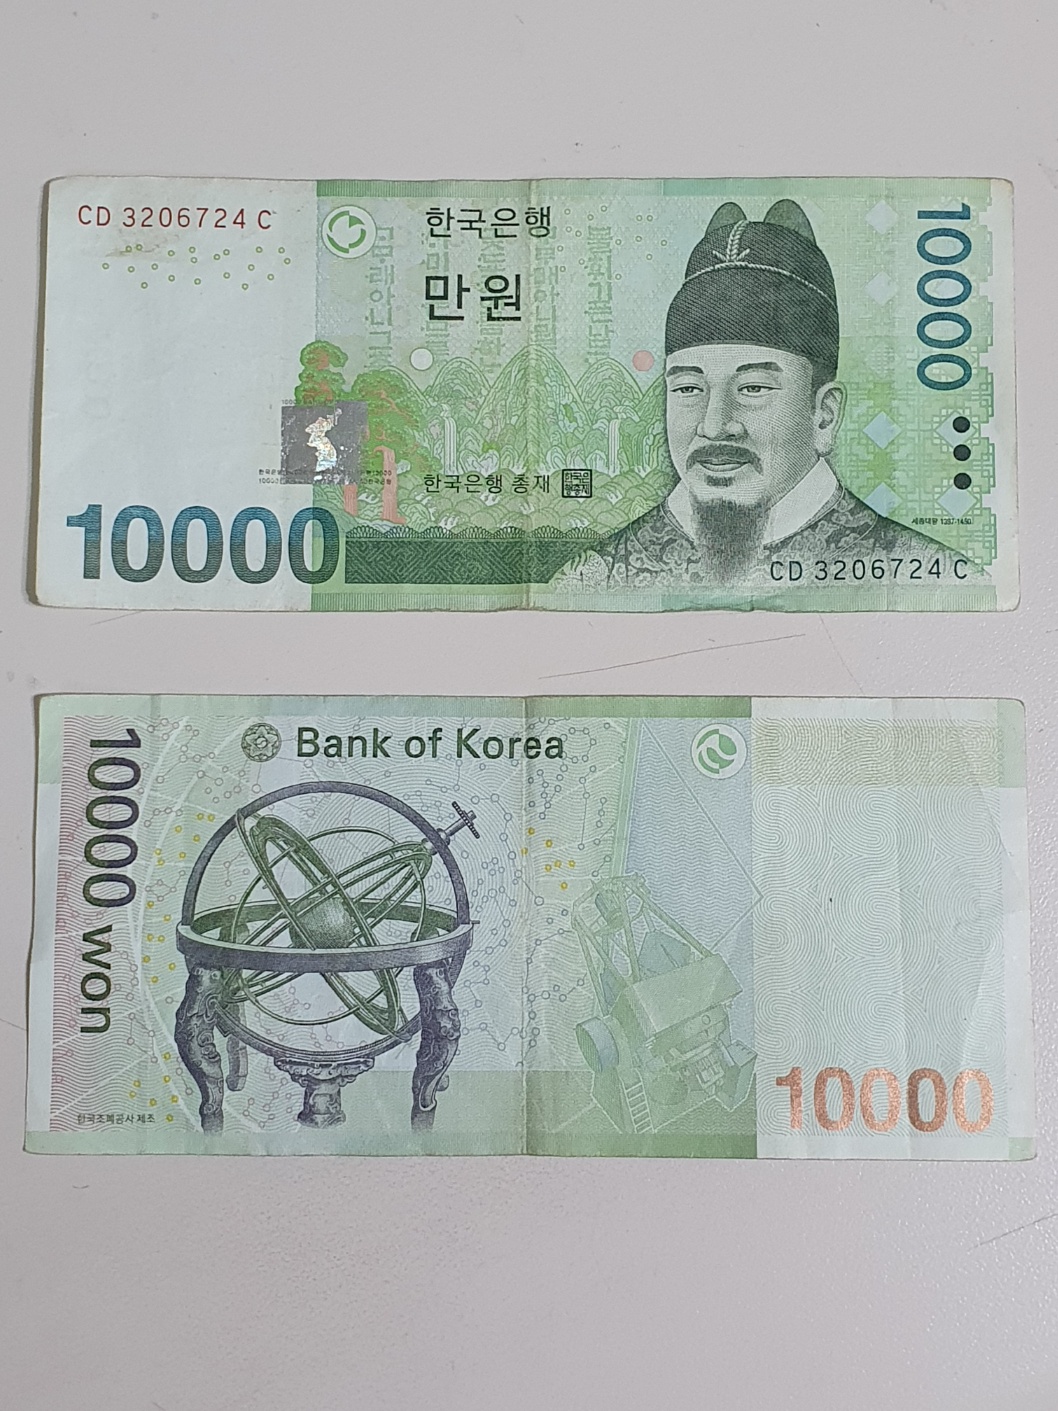 CD 3206724 C
한국은행
만원
10000
한국은행 총재
10000
세종대왕 1397-1450
CD 3206724 C
Bank of Korea
10000 won
한국조폐공사 제조
10000